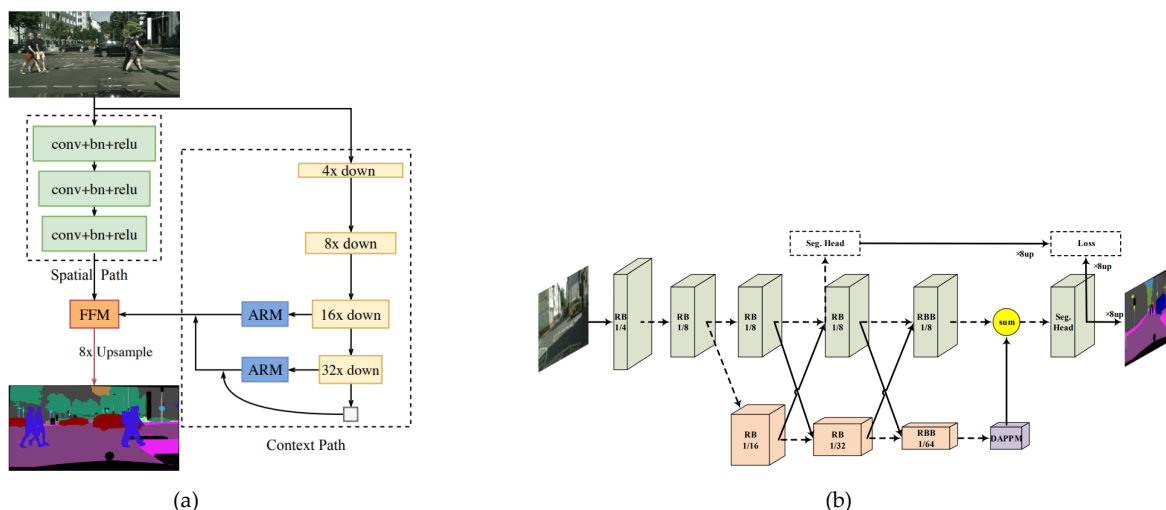 conv+bn+relu
conv+bn+relu
conv+bn+relu
Spatial Path
FFM
8x Upsample
4x down
8x down
ARM
16x down
ARM
32x down
Context Path
(a)
Seg. Head
×8up
Loss
×8up
RB
1/4
RB
1/8
RB
1/8
RB
1/8
RBB
1/8
sum
Seg.
Head
×8up
RB
1/16
RB
1/32
RBB
1/64
DAPPM
(b)